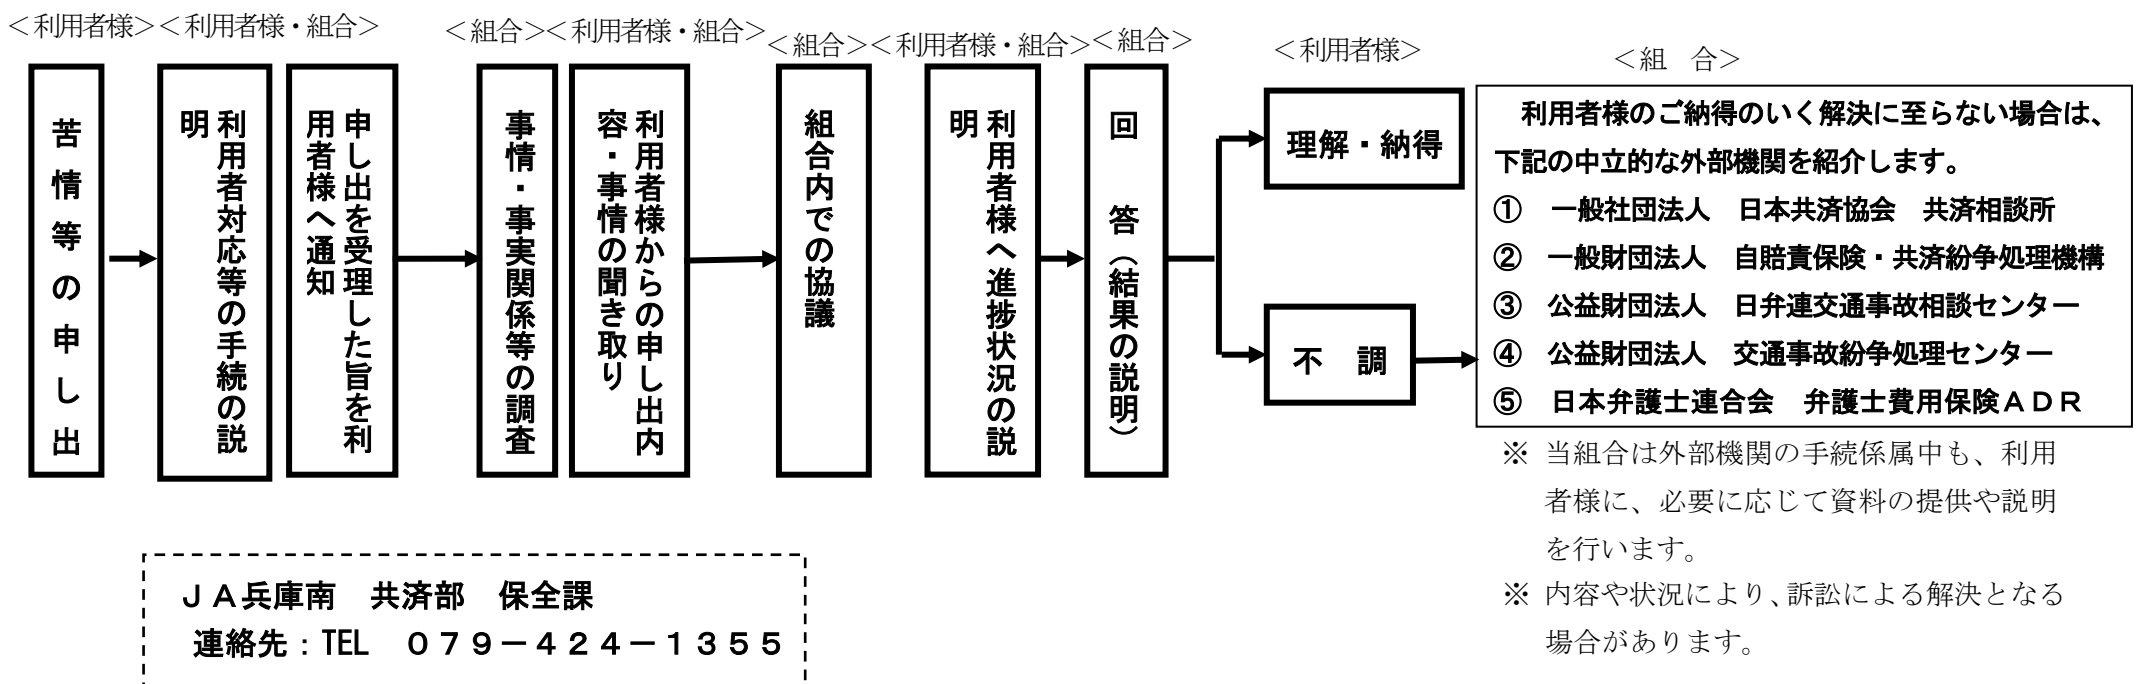 ＜利用者様＞
＜利用者様・組合＞
＜組合＞
＜利用者様・組合＞
＜組合＞
＜利用者様・組合＞
＜組合＞
＜利用者様＞
＜組　合＞
苦情等の申し出
利用者対応等の手続の説
明
申し出を受理した旨を利
用者様へ通知
事情・事実関係等の調査
利用者様からの申し出内
容・事情の聞き取り
組合内での協議
利用者様へ進捗状況の説
明
回　答（結果の説明）
理解・納得
不　調
利用者様のご納得のいく解決に至らない場合は、
下記の中立的な外部機関を紹介します。
①　一般社団法人　日本共済協会　共済相談所
②　一般財団法人　自賠責保険・共済紛争処理機構
③　公益財団法人　日弁連交通事故相談センター
④　公益財団法人　交通事故紛争処理センター
⑤　日本弁護士連合会　弁護士費用保険ＡＤＲ
※ 当組合は外部機関の手続係属中も、利用
者様に、必要に応じて資料の提供や説明
を行います。
※ 内容や状況により、訴訟による解決となる
場合があります。
ＪＡ兵庫南　共済部　保全課
連絡先：TEL　０７９－４２４－１３５５